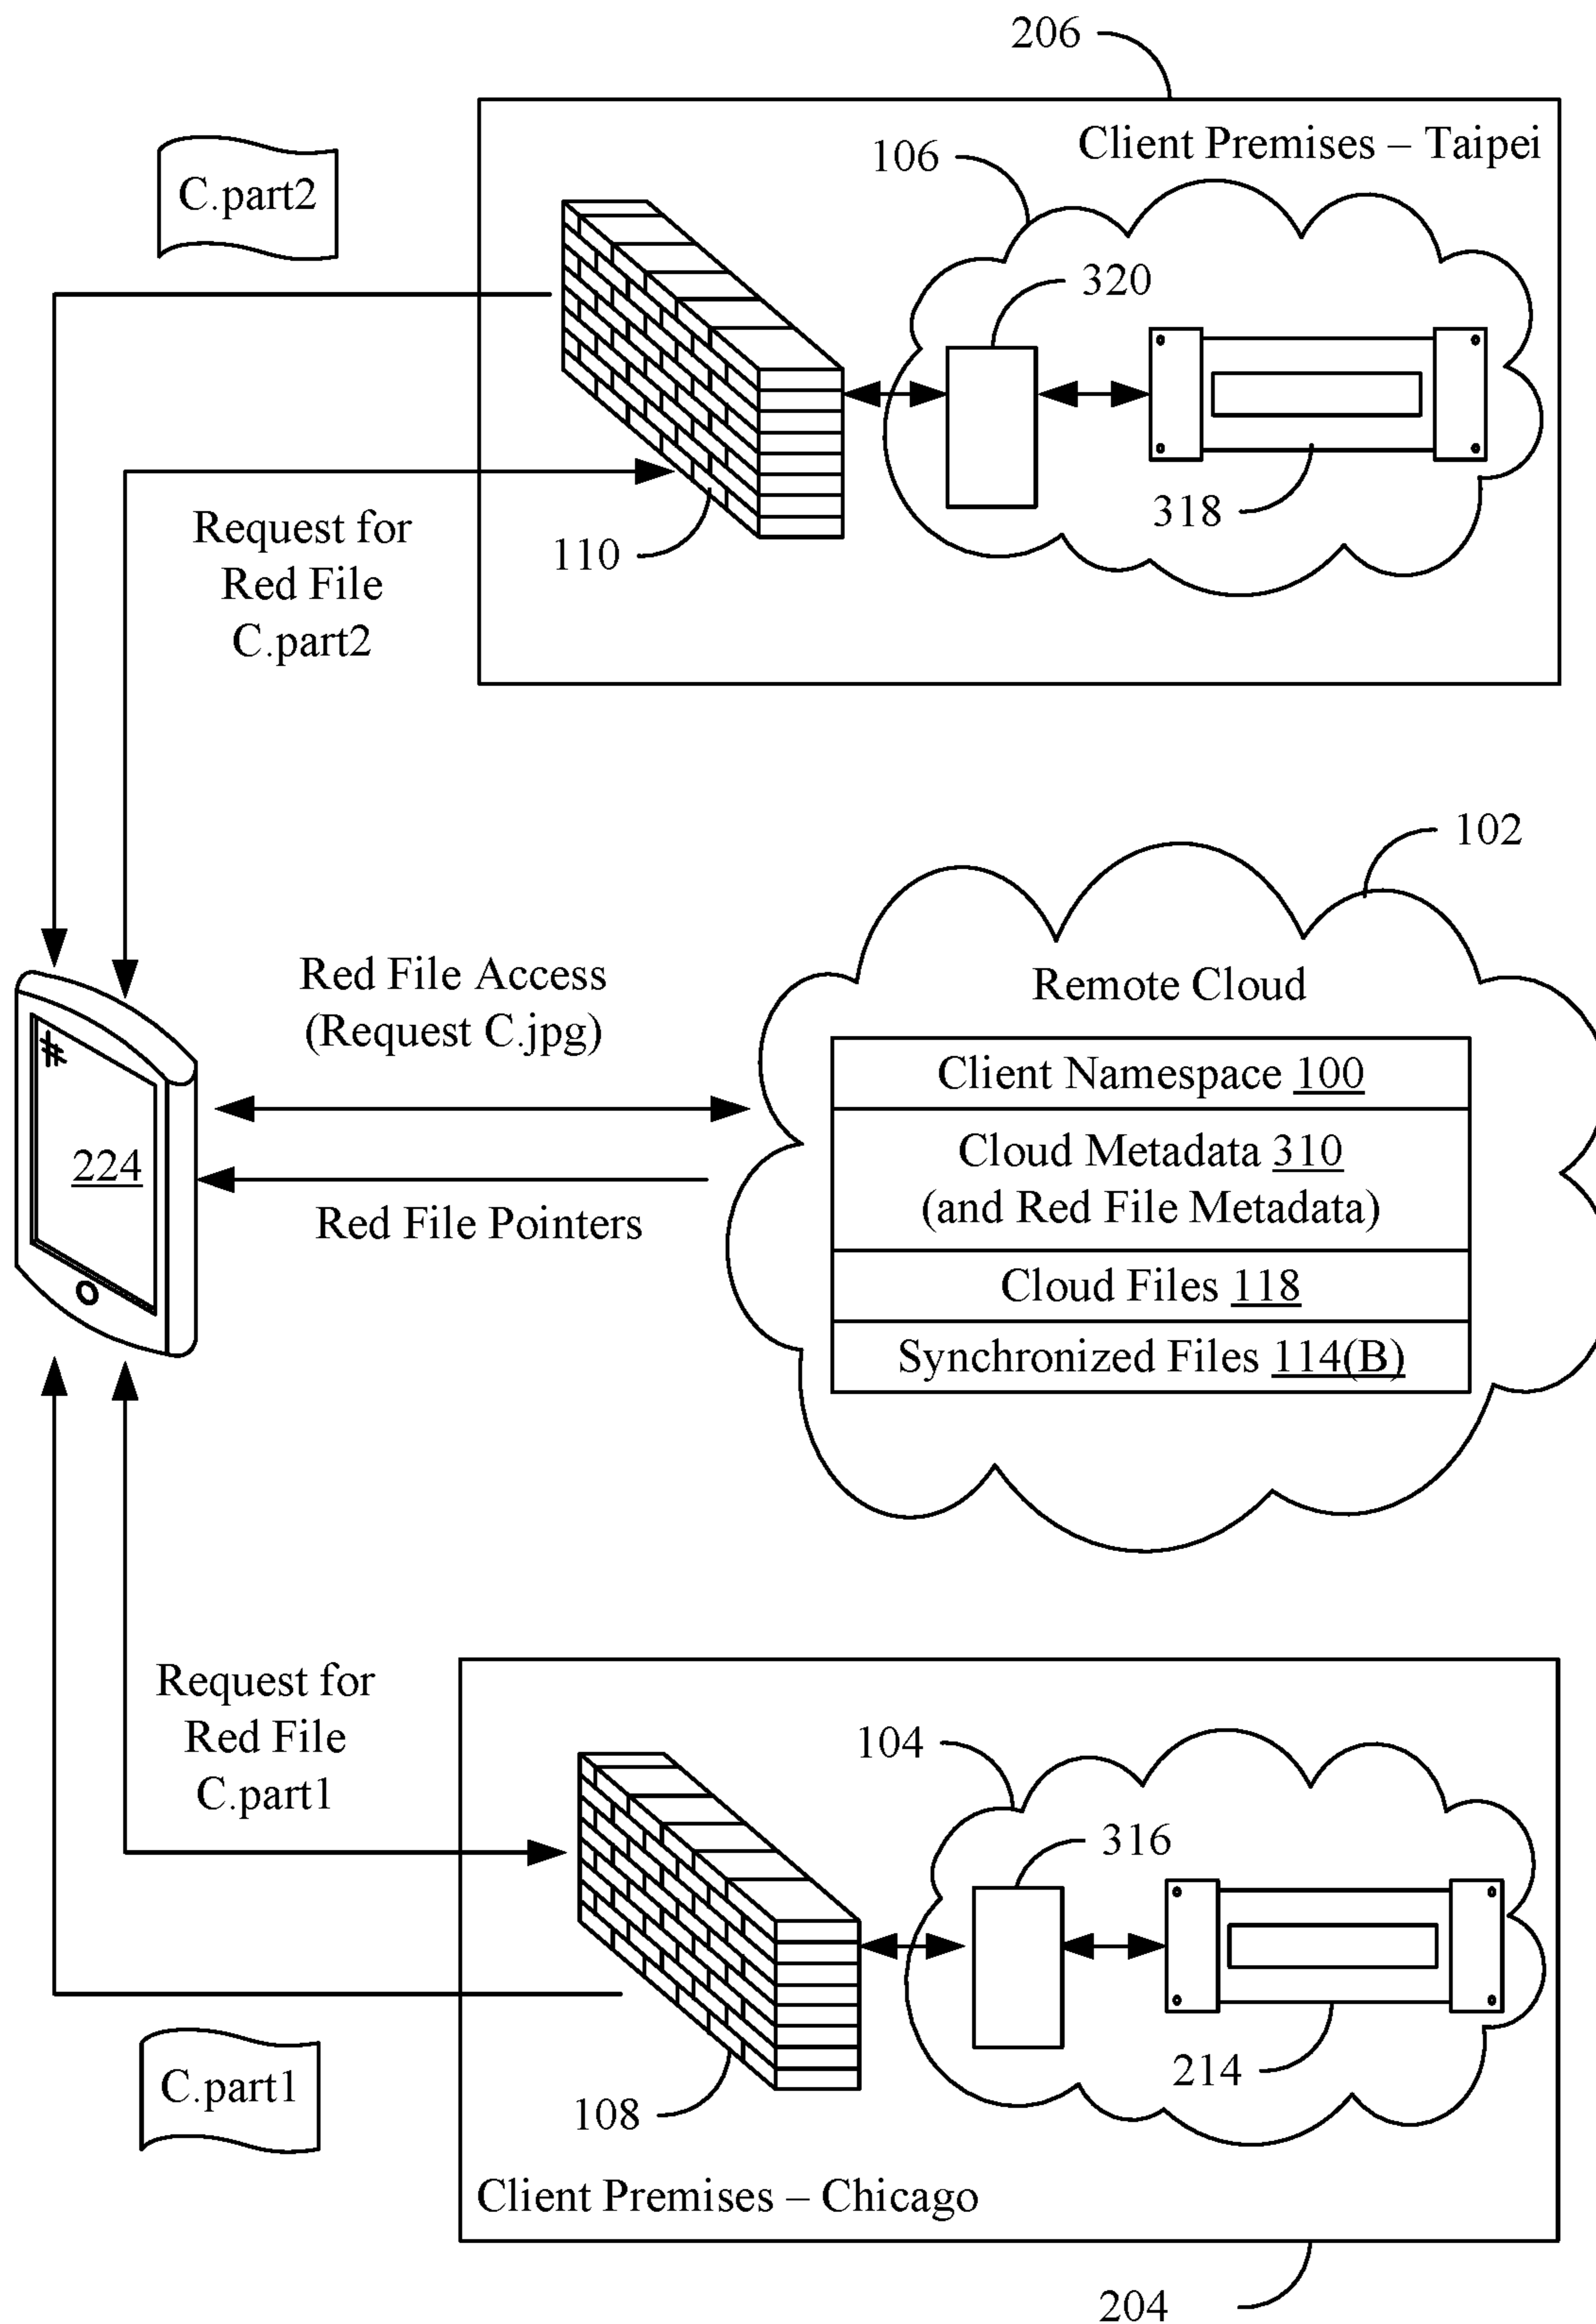 206
Client Premises – Taipei
106
C.part2
320
318
110
Request for
Red File
C.part2
102
Remote Cloud
Red File Access
(Request C.jpg)
Client Namespace 100
Cloud Metadata 310
(and Red File Metadata)
Cloud Files 118
Synchronized Files 114(B)
#
224
Red File Pointers
Request for
Red File
C.part1
104
316
214
108
C.part1
Client Premises – Chicago
204